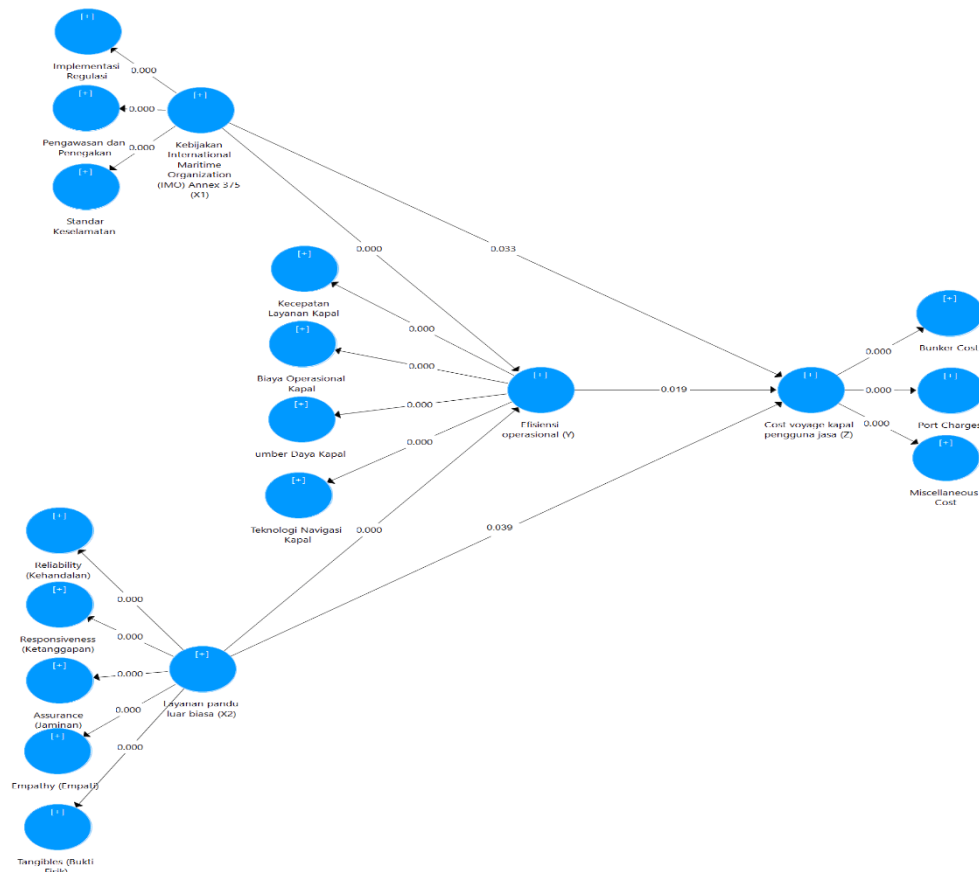 [+]
Implementasi
Regulasi
0.000
[+]
Pengawasan dan
Penegakan
0.000
[+]
Standar
Keselamatan
0.000
[+]
Kebijakan
International
Maritime
Organization
(IMO) Annex 375
(X1)
0.000
0.033
[+]
Kecepatan
Layanan Kapal
0.000
[+]
Biaya Operasional
Kapal
0.000
[+]
umber Daya Kapal
0.000
[+]
Teknologi Navigasi
Kapal
0.000
[+]
Efisiensi
operasional (Y)
0.019
[+]
Cost voyage kapal
pengguna jasa (Z)
0.000
[+]
Bunker Cost
0.000
[+]
Port Charges
0.000
[+]
Miscellaneous
Cost
0.000
0.039
[+]
Reliability
(Kehandalan)
0.000
[+]
Responsiveness
(Ketanggapan)
0.000
[+]
Assurance
(Jaminan)
0.000
[+]
Empathy (Empati)
0.000
[+]
Tangibles (Bukti
0.000
[+]
Layanan pandu
luar biasa (X2)